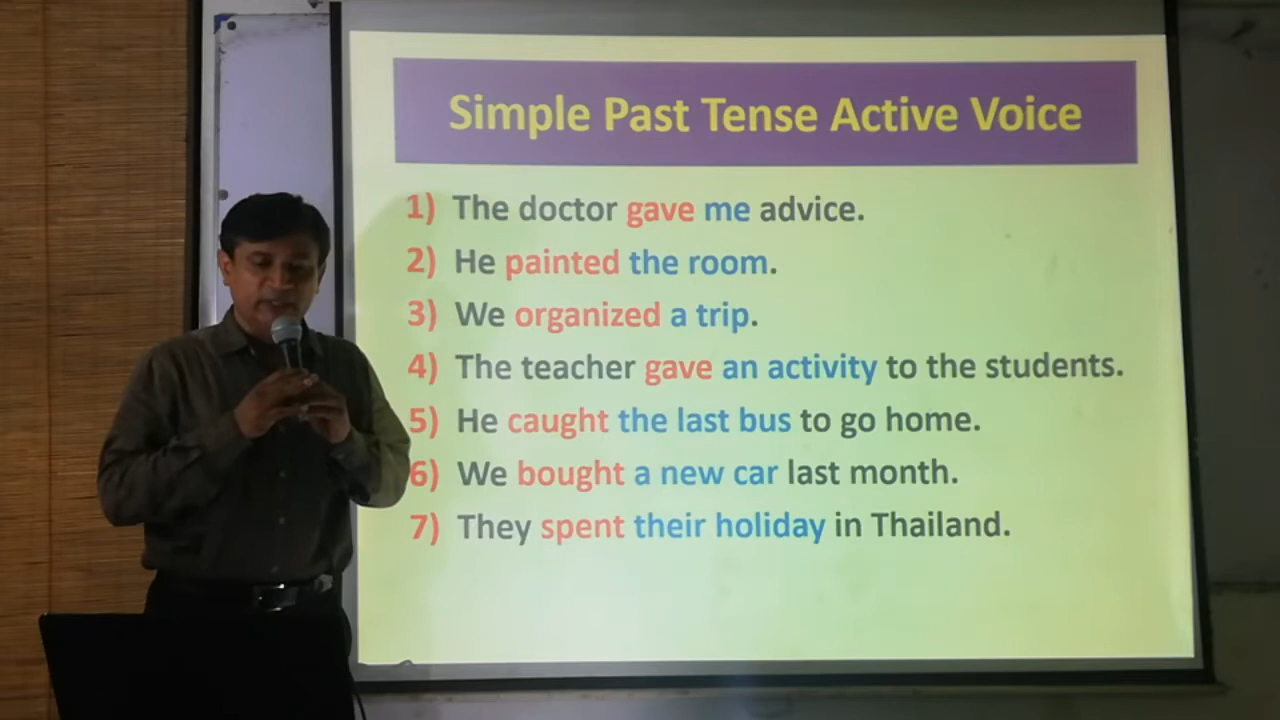 Simple Past Tense Active Voice
1) The doctor gave me advice.
2) He painted the room.
3) We organized a trip.
4) The teacher gave an activity to the students.
5) He caught the last bus to go home.
6) We bought a new car last month.
7) They spent their holiday in Thailand.